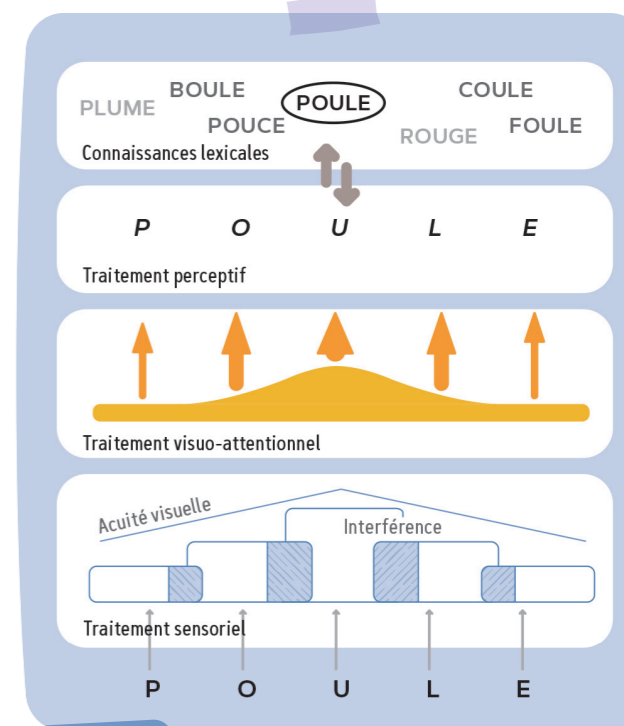 BOULE POULE COULE
PLUME POUCE ROUGE FOULE
Connaissances lexicales
P O U L E
Traitement perceptif
Traitement visuo-attentionnel
Acuité visuelle Interférence
Traitement sensoriel
P O U L E